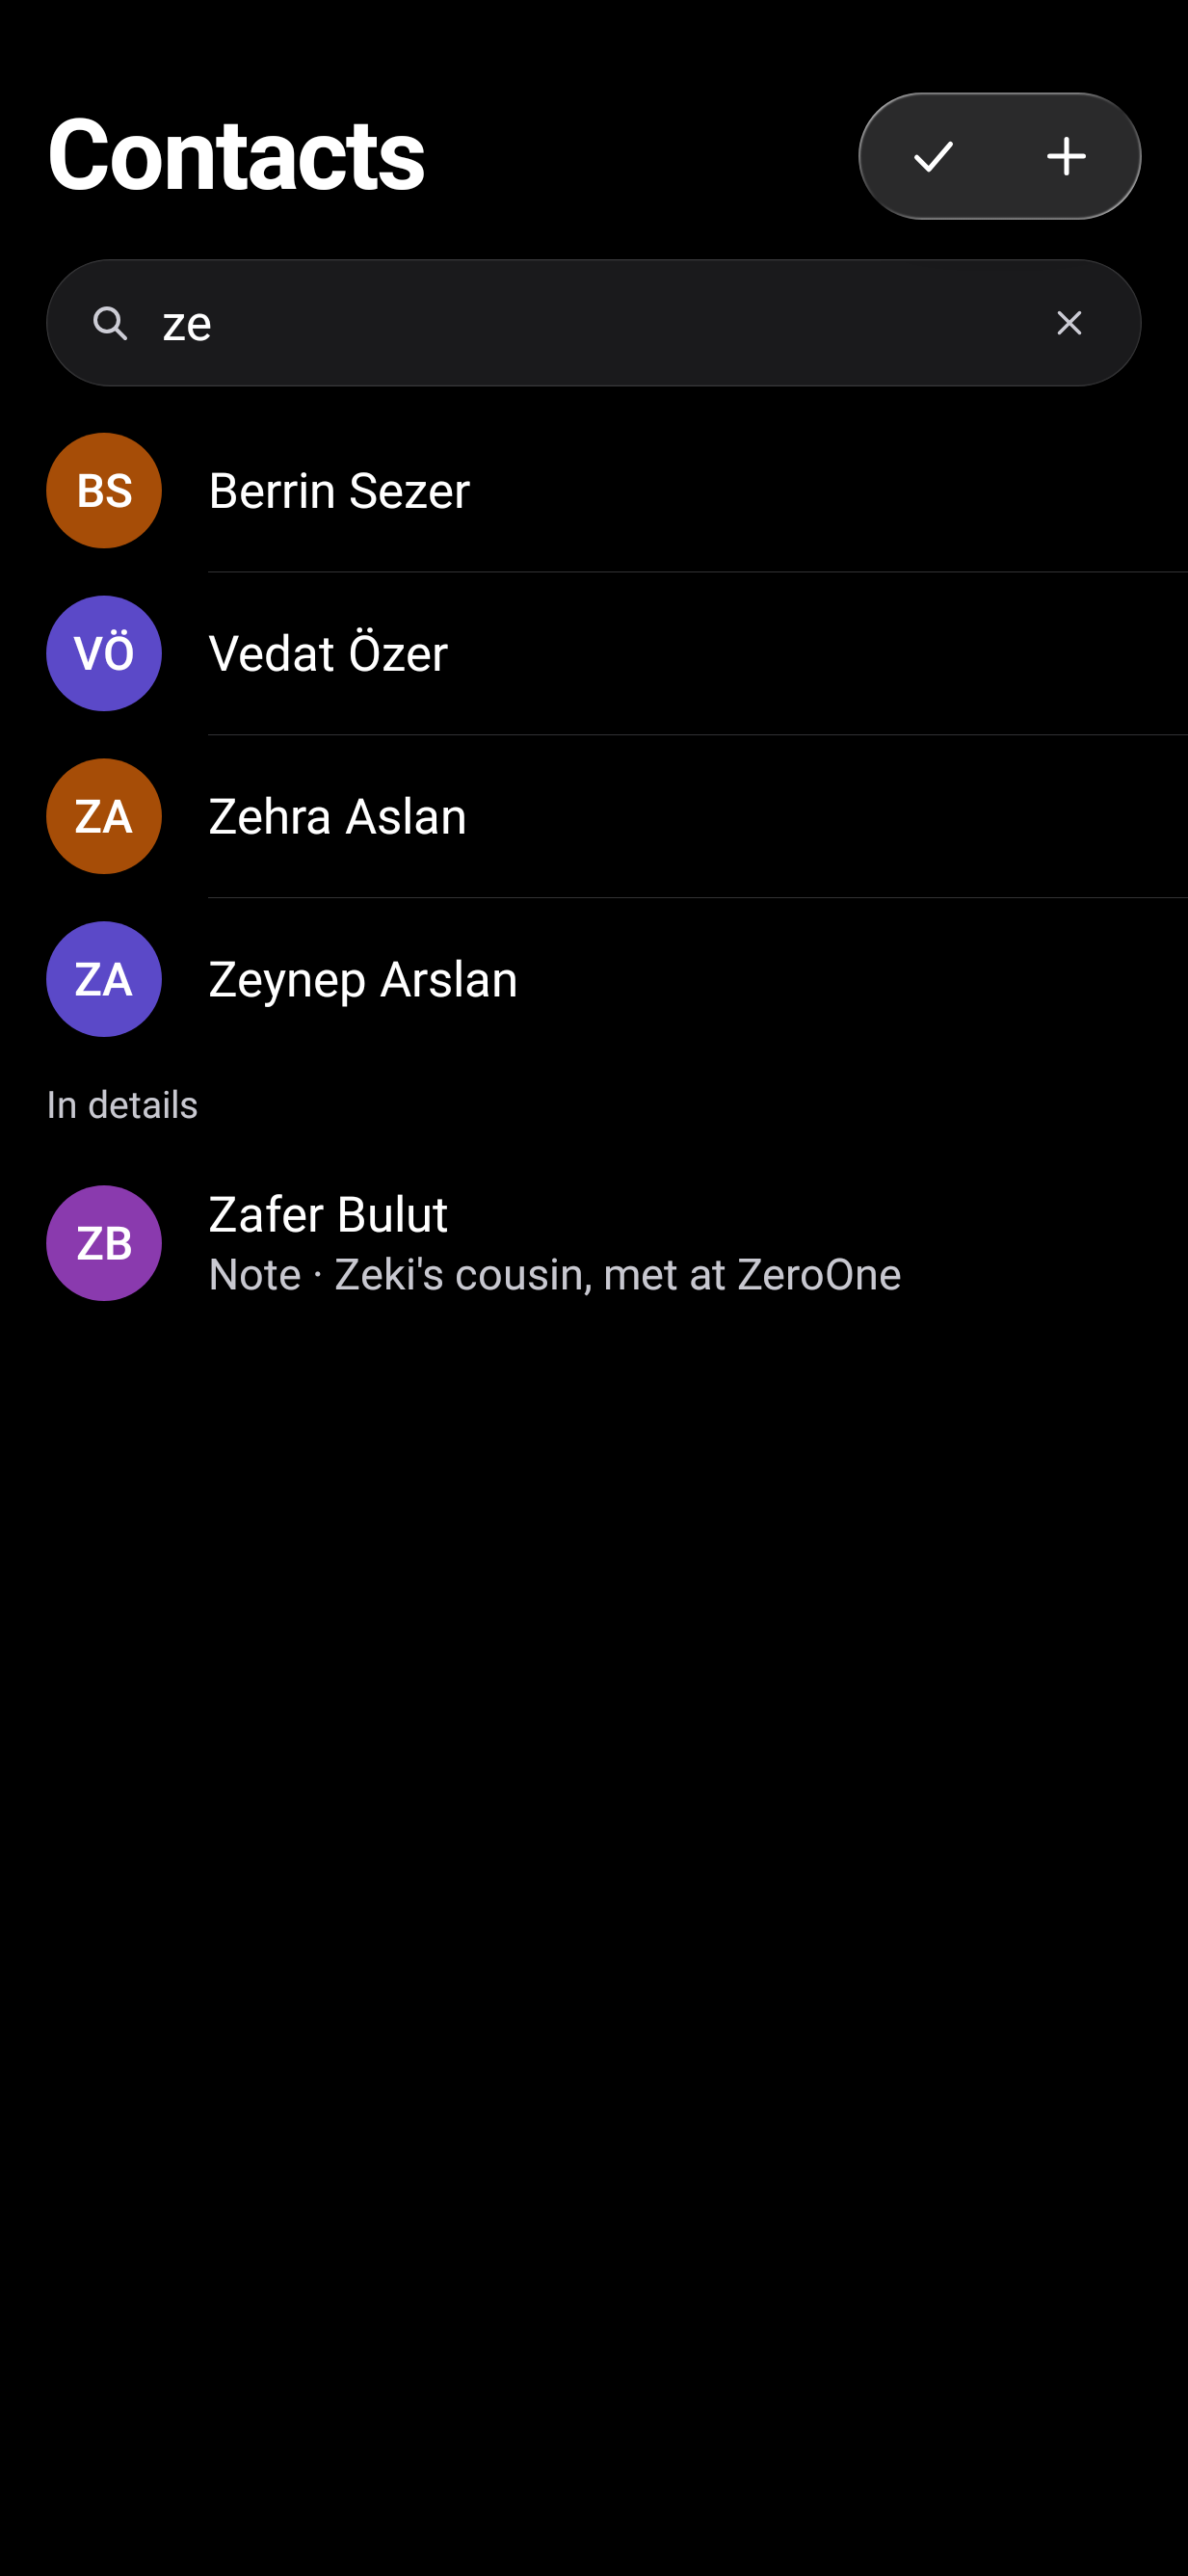 Contacts
ze
BS
Berrin Sezer
VÖ
Vedat Özer
ZA
Zehra Aslan
ZA
Zeynep Arslan
In details
ZB
Zafer Bulut
Note · Zeki's cousin, met at ZeroOne